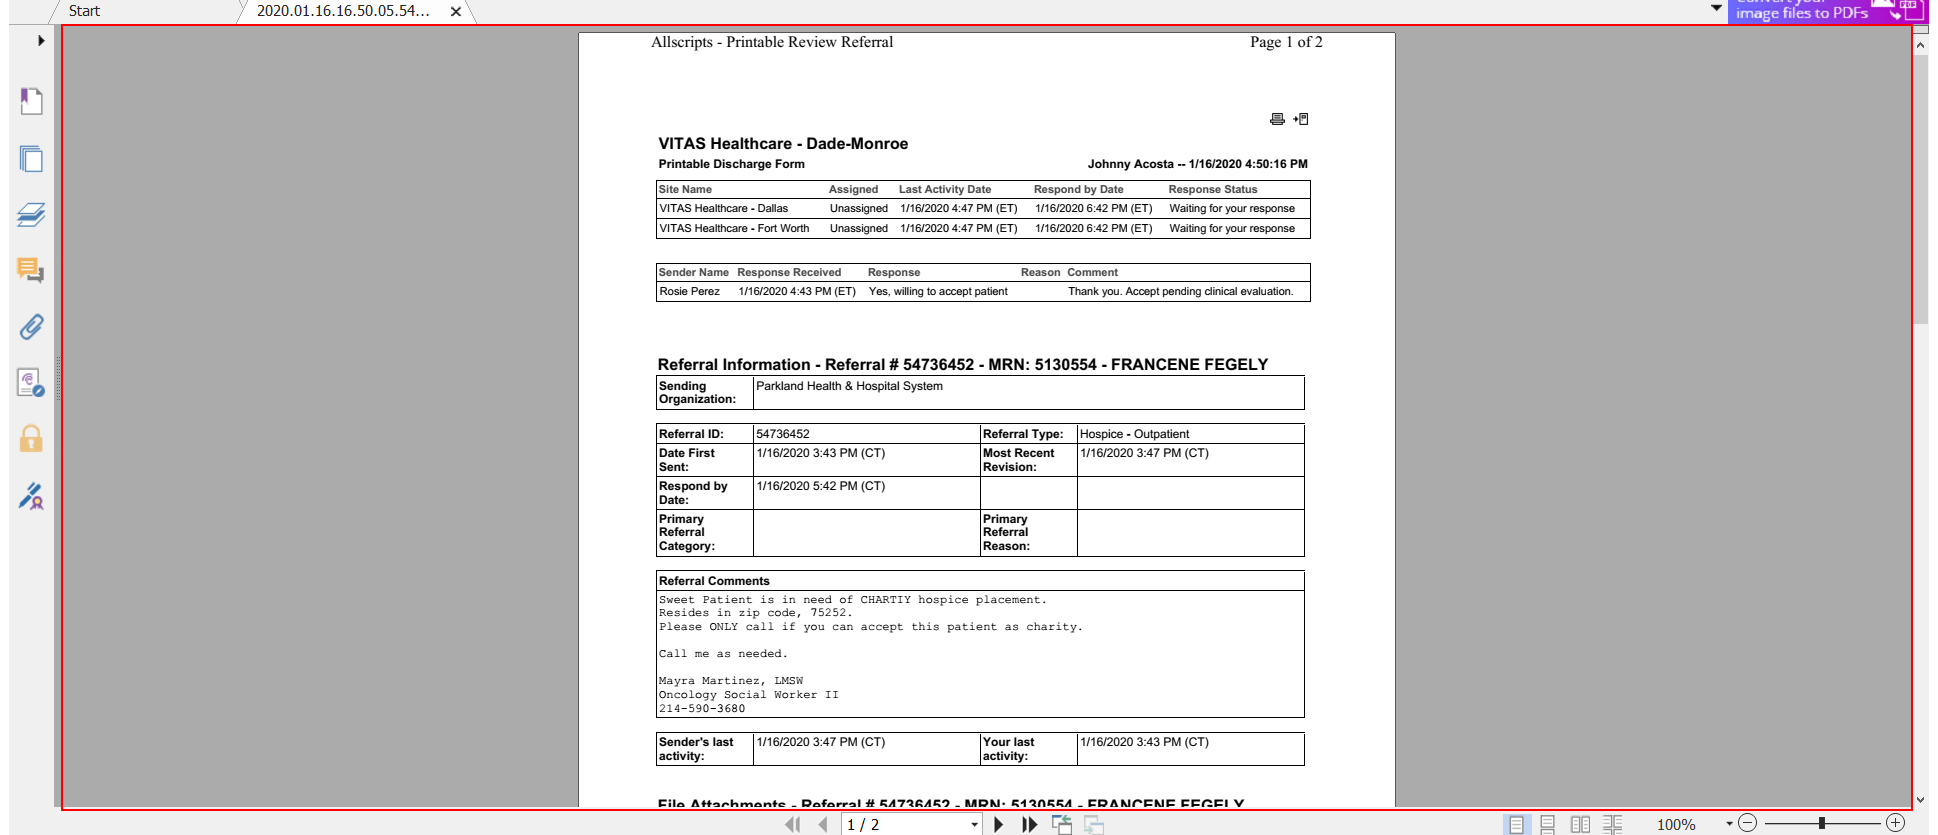 Start
2020.01.16.16.50.05.54...
image files to PDFs
Allscripts - Printable Review Referral
Page 1 of 2
VITAS Healthcare - Dade-Monroe
Printable Discharge Form
Johnny Acosta -- 1/16/2020 4:50:16 PM
Site Name Assigned Last Activity Date Respond by Date Response Status
VITAS Healthcare - Dallas Unassigned 1/16/2020 4:47 PM (ET) 1/16/2020 6:42 PM (ET) Waiting for your response
VITAS Healthcare - Fort Worth Unassigned 1/16/2020 4:47 PM (ET) 1/16/2020 6:42 PM (ET) Waiting for your response
Sender Name Response Received Response Reason Comment
Rosie Perez 1/16/2020 4:43 PM (ET) Yes, willing to accept patient Thank you. Accept pending clinical evaluation.
Referral Information - Referral # 54736452 - MRN: 5130554 - FRANCENE FEGELY
Sending
Organization:
Parkland Health & Hospital System
Referral ID: 54736452 Referral Type: Hospice - Outpatient
Date First
Sent:
1/16/2020 3:43 PM (CT)
Most Recent
Revision:
1/16/2020 3:47 PM (CT)
Respond by
Date:
1/16/2020 5:42 PM (CT)
Primary
Referral
Category:
Primary
Referral
Reason:
Referral Comments
Sweet Patient is in need of CHARTIY hospice placement.
Resides in zip code, 75252.
Please ONLY call if you can accept this patient as charity.
Call me as needed.
Mayra Martinez, LMSW
Oncology Social Worker II
214-590-3680
Sender's last
activity:
1/16/2020 3:47 PM (CT)
Your last
activity:
1/16/2020 3:43 PM (CT)
File Attachments - Referral # 54736452 - MRN: 5130554 - FRANCENE FEGELY
1 / 2
100%